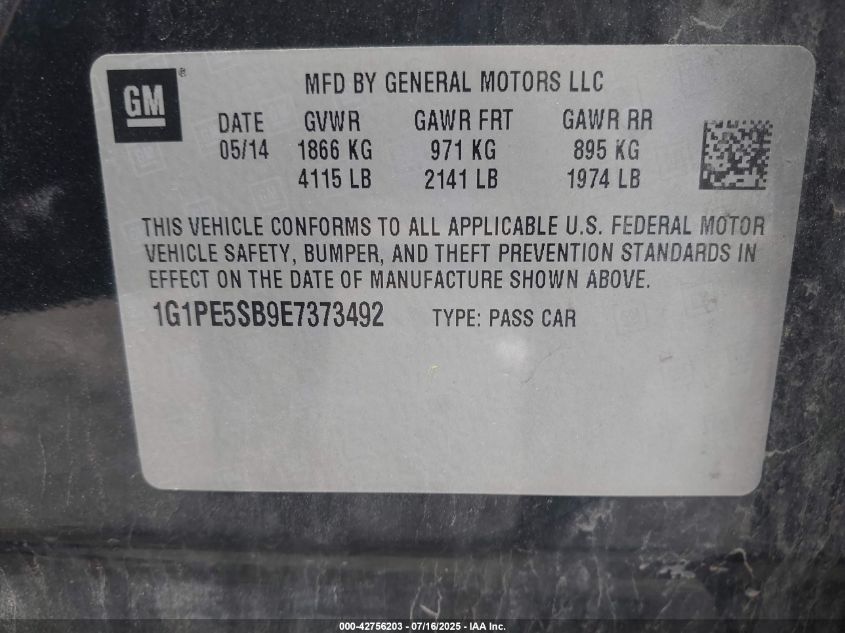 GM ®
MFD BY GENERAL MOTORS LLC
DATE GVWR GAWR FRT GAWR RR
05/14 1866 KG 971 KG 895 KG
4115 LB 2141 LB 1974 LB
THIS VEHICLE CONFORMS TO ALL APPLICABLE U.S. FEDERAL MOTOR
VEHICLE SAFETY, BUMPER, AND THEFT PREVENTION STANDARDS IN
EFFECT ON THE DATE OF MANUFACTURE SHOWN ABOVE.
1G1PE5SB9E7373492 TYPE: PASS CAR
000-42756203 - 07/16/2025 - IAA Inc.